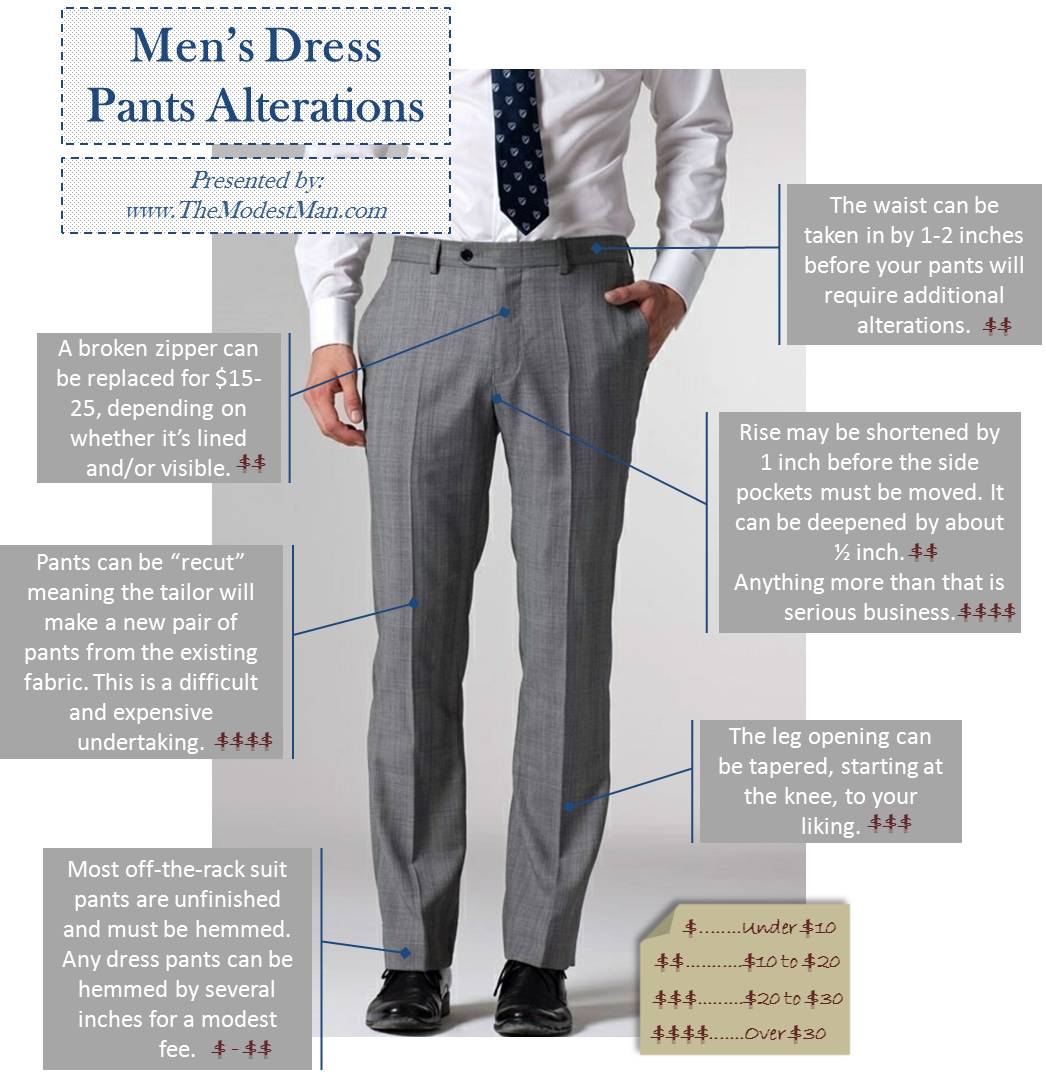 Men's Dress
Pants Alterations
Presented by:
www.TheModestMan.com
The waist can be
taken in by 1-2 inches
before your pants will
require additional
alterations. $$
A broken zipper can
be replaced for $15-
25, depending on
whether it's lined
and/or visible. $$
Rise may be shortened by
1 inch before the side
pockets must be moved. It
can be deepened by about
½ inch. $$
Anything more than that is
serious business. $$$$
Pants can be “recut”
meaning the tailor will
make a new pair of
pants from the existing
fabric. This is a difficult
and expensive
undertaking. $$$$
The leg opening can
be tapered, starting at
the knee, to your
liking. $$$
Most off-the-rack suit
pants are unfinished
and must be hemmed.
Any dress pants can be
hemmed by several
inches for a modest
fee. $ - $$
$........Under $10
$$..........$10 to $20
$$$........$20 to $30
$$$$.......Over $30